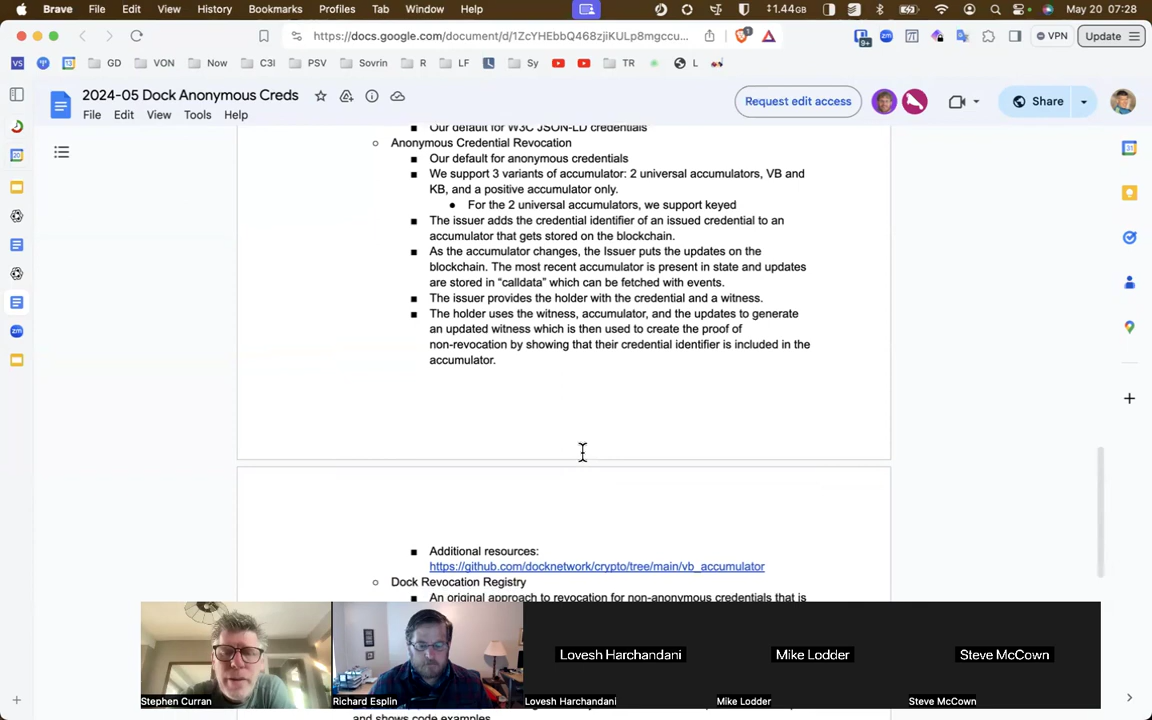 Brave File Edit View History Bookmarks Profiles Tab Window Help 1.44GB May 20 07:28
https://docs.google.com/document/d/1ZcYHEbbQ468zjiKULp8mgccu... 9+ VPN Update
VS GD VON Now C3I PSV Sovrin R LF Sy TR L
2024-05 Dock Anonymous Creds Request edit access Share
File Edit View Tools Help
Our default for W3C JSON-LD credentials
Anonymous Credential Revocation
Our default for anonymous credentials
We support 3 variants of accumulator: 2 universal accumulators, VB and
KB, and a positive accumulator only.
For the 2 universal accumulators, we support keyed
The issuer adds the credential identifier of an issued credential to an
accumulator that gets stored on the blockchain.
As the accumulator changes, the Issuer puts the updates on the
blockchain. The most recent accumulator is present in state and updates
are stored in “calldata” which can be fetched with events.
The issuer provides the holder with the credential and a witness.
The holder uses the witness, accumulator, and the updates to generate
an updated witness which is then used to create the proof of
non-revocation by showing that their credential identifier is included in the
accumulator.
Additional resources:
https://github.com/docknetwork/crypto/tree/main/vb_accumulator
Dock Revocation Registry
An original approach to revocation for non-anonymous credentials that is
Lovesh Harchandani Mike Lodder Steve McCown
Stephen Curran Richard Esplin Lovesh Harchandani Mike Lodder Steve McCown
and shows code examples